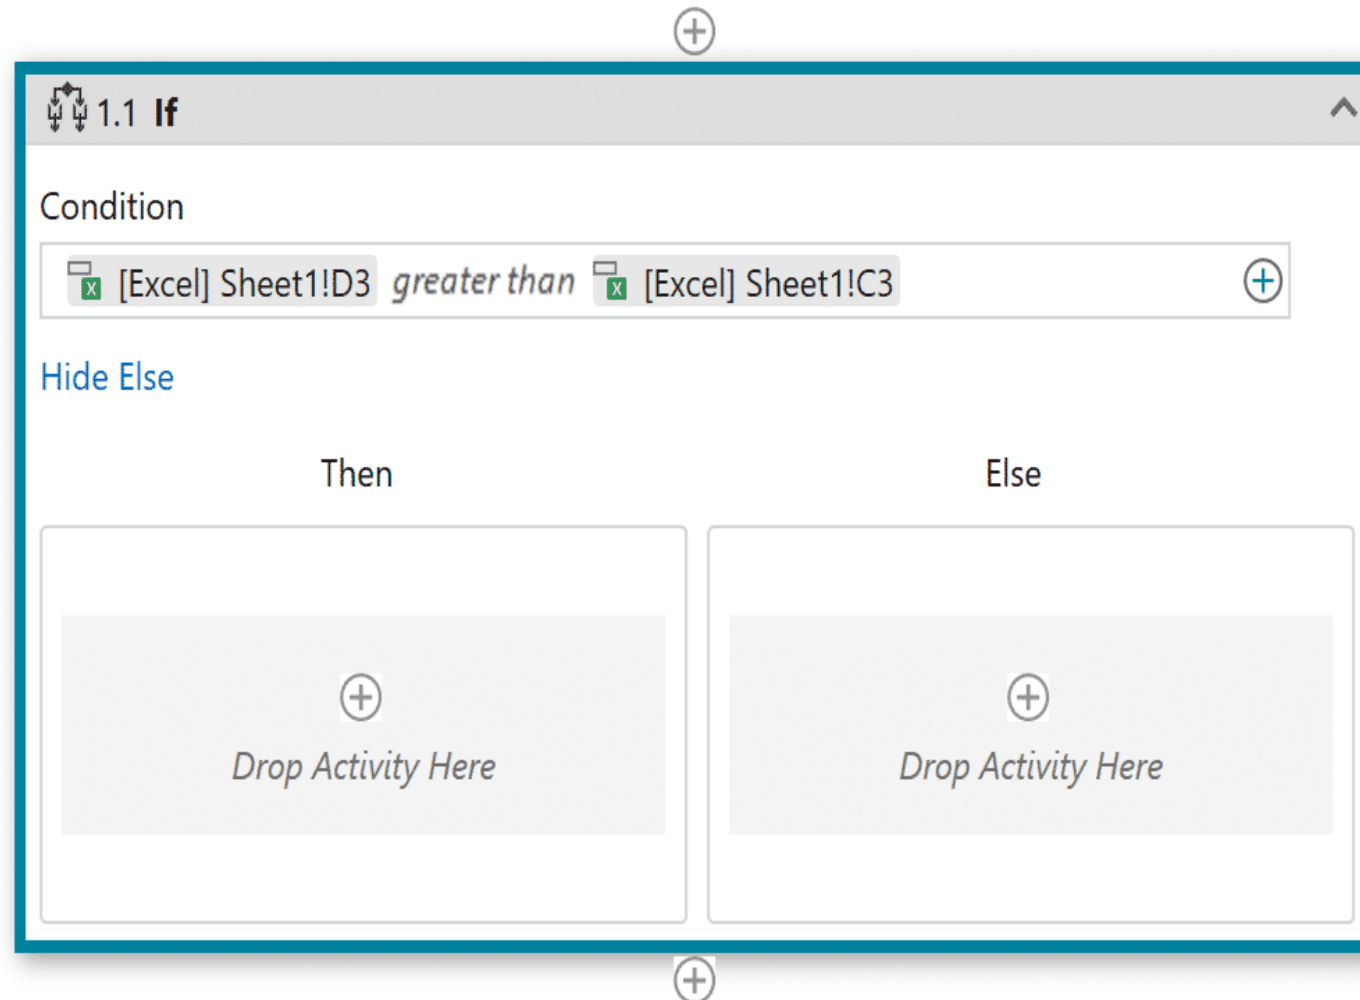 1.1 If
Condition
[Excel] Sheet1!D3 greater than [Excel] Sheet1!C3
Hide Else
Then Else
Drop Activity Here Drop Activity Here